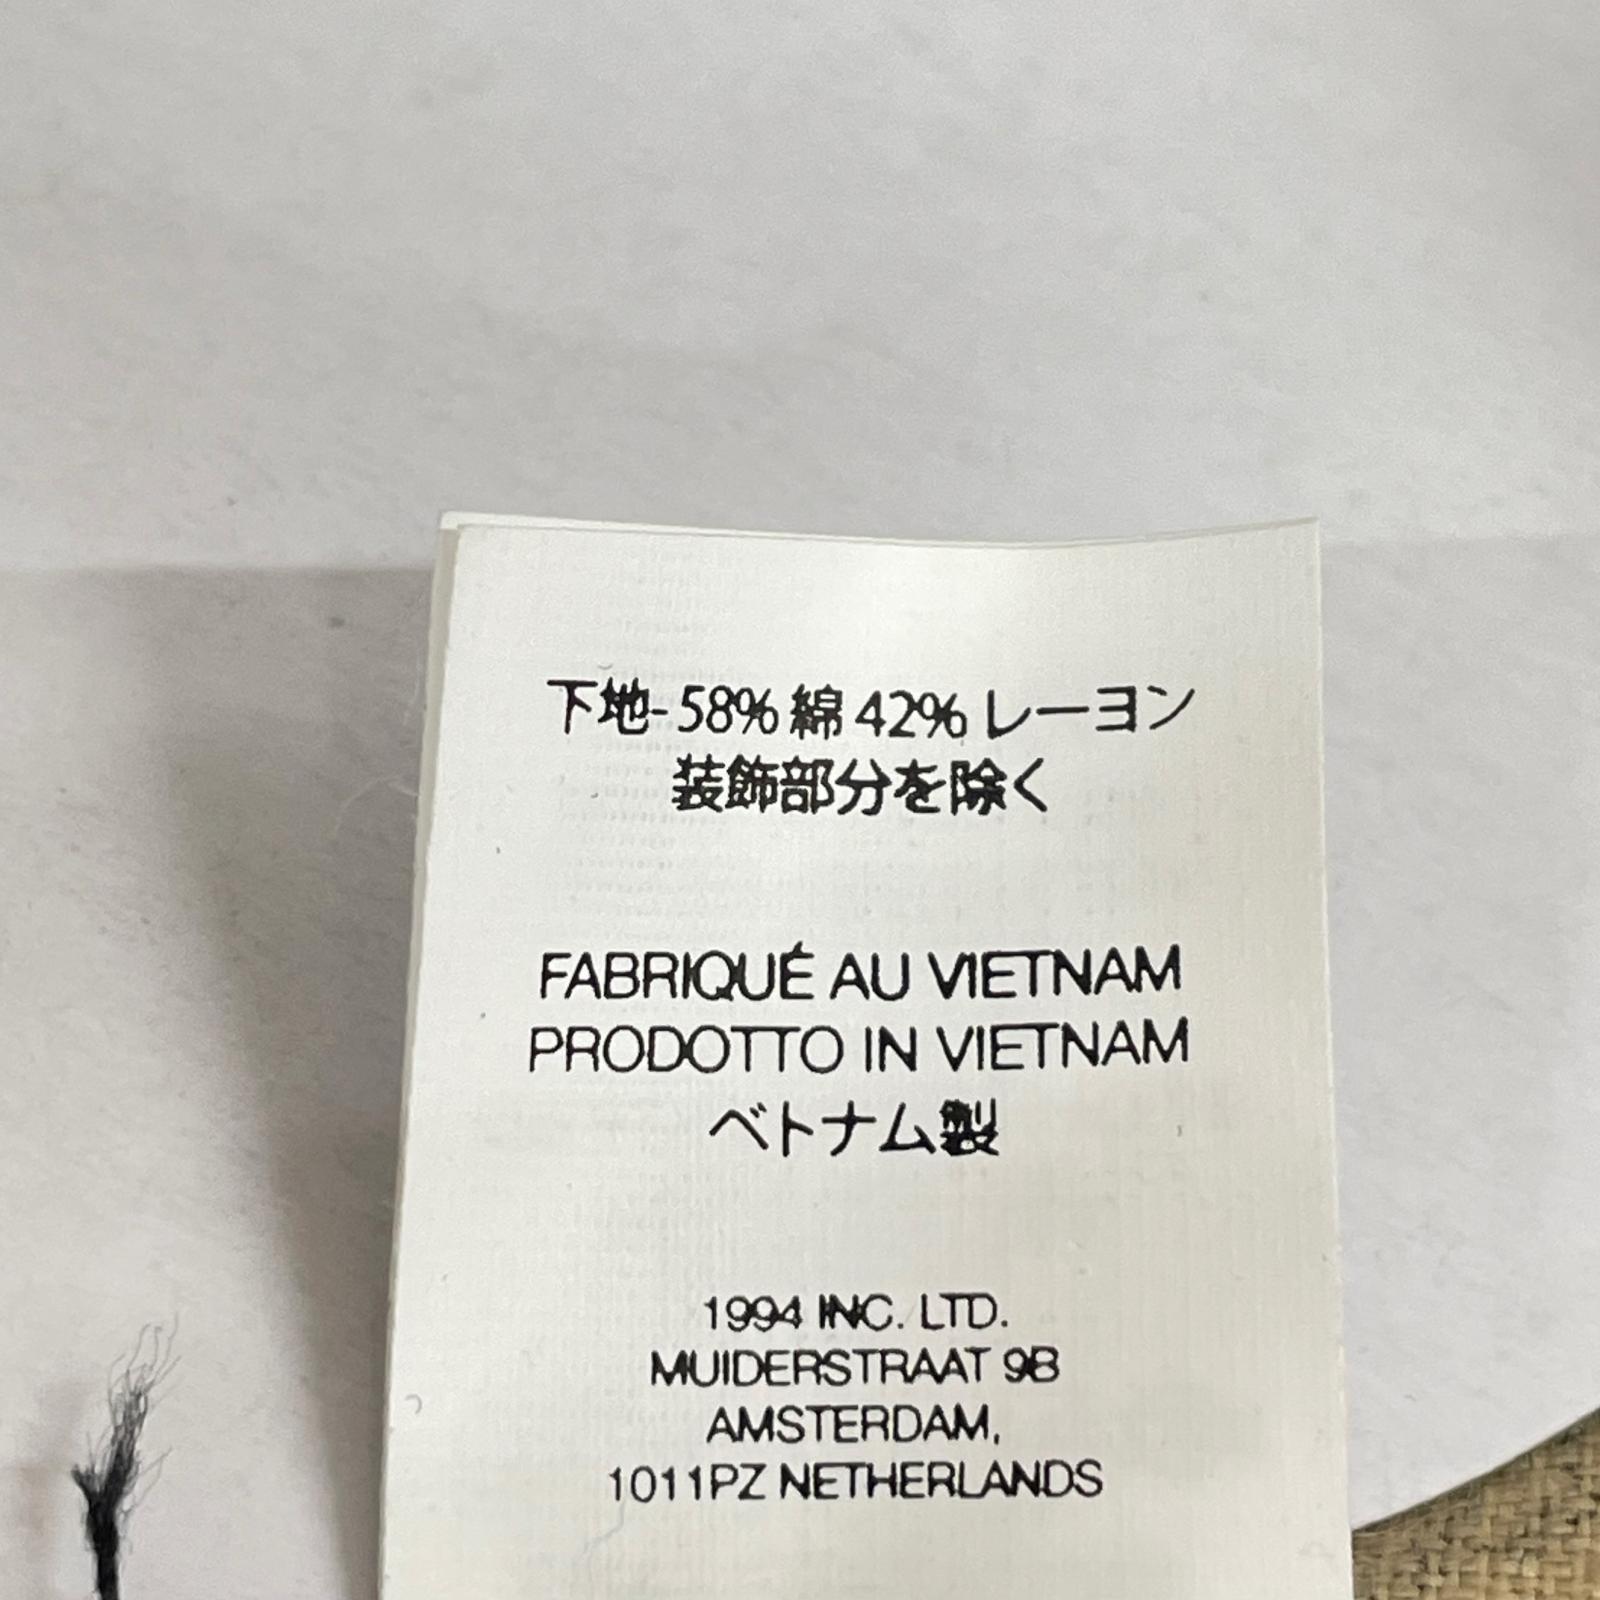 下地- 58% 綿 42% レーヨン
装飾部分を除く
FABRIQUÉ AU VIETNAM
PRODOTTO IN VIETNAM
ベトナム製
1994 INC. LTD.
MUIDERSTRAAT 9B
AMSTERDAM,
1011PZ NETHERLANDS